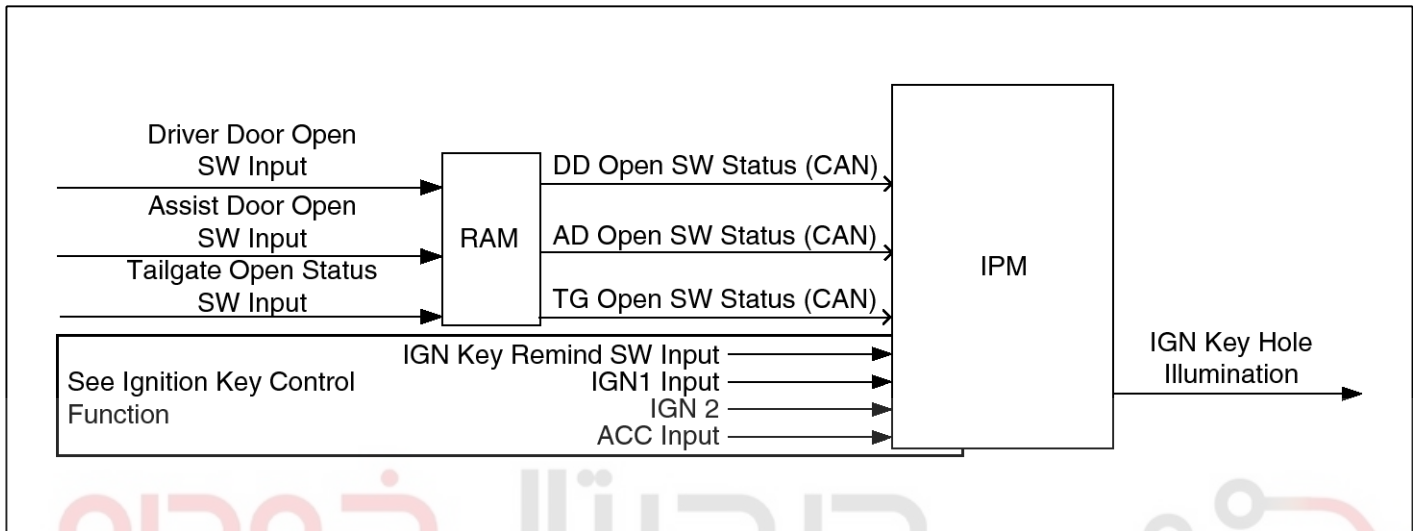 Driver Door Open
SW Input
Assist Door Open
SW Input
Tailgate Open Status
SW Input
RAM
DD Open SW Status (CAN)
AD Open SW Status (CAN)
TG Open SW Status (CAN)
IPM
See Ignition Key Control
Function
IGN Key Remind SW Input
IGN1 Input
IGN 2
ACC Input
IGN Key Hole
Illumination